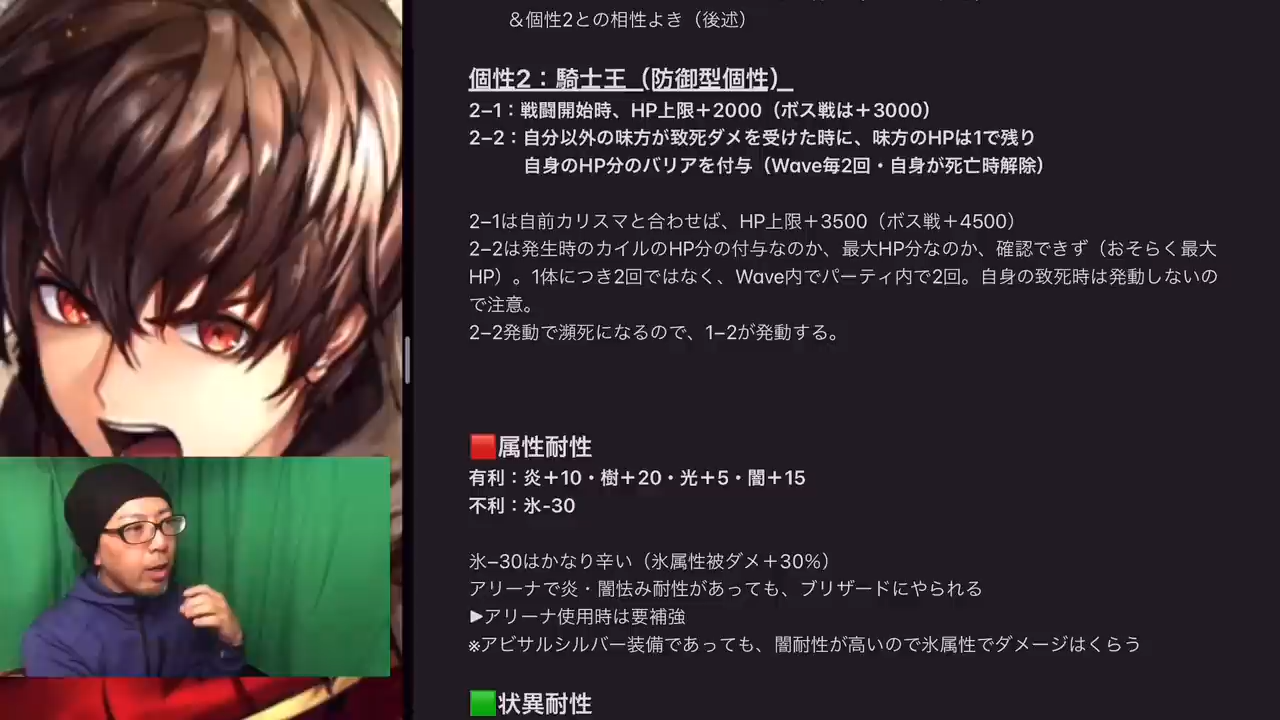 ＆個性2との相性よき（後述）
個性2：騎士王（防御型個性）
2−1：戦闘開始時、HP上限＋2000（ボス戦は＋3000）
2−2：自分以外の味方が致死ダメを受けた時に、味方のHPは1で残り
自身のHP分のバリアを付与（Wave毎2回・自身が死亡時解除）
2−1は自前カリスマと合わせば、HP上限＋3500（ボス戦＋4500）
2−2は発生時のカイルのHP分の付与なのか、最大HP分なのか、確認できず（おそらく最大
HP）。1体につき2回ではなく、Wave内でパーティ内で2回。自身の致死時は発動しないの
で注意。
2−2発動で瀕死になるので、1−2が発動する。
🟥属性耐性
有利：炎＋10・樹＋20・光＋5・闇＋15
不利：氷-30
氷−30はかなり辛い（氷属性被ダメ＋30%）
アリーナで炎・闇怯み耐性があっても、ブリザードにやられる
▶アリーナ使用時は要補強
※アビサルシルバー装備であっても、闇耐性が高いので氷属性でダメージはくらう
🟩状異耐性